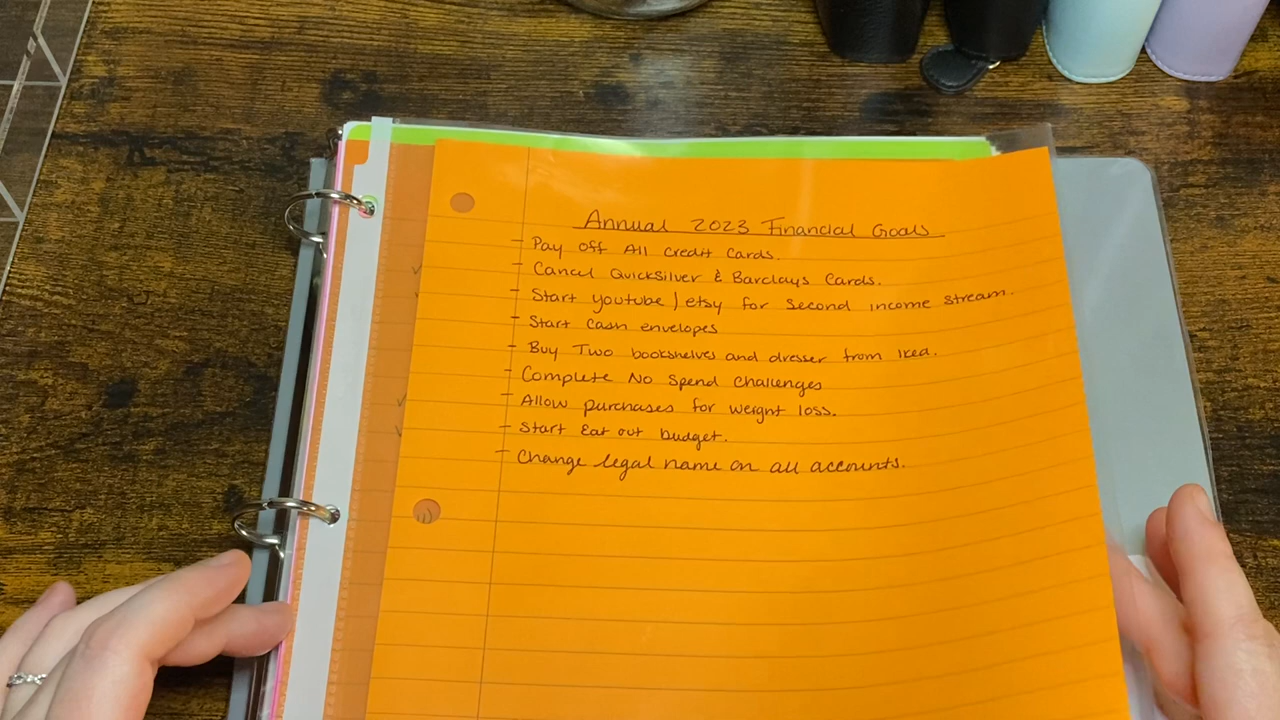 Annual 2023 Financial Goals
- Pay off All Credit Cards.
- Cancel Quicksilver & Barclays Cards.
- Start youtube / etsy for second income stream.
- Start Cash envelopes
- Buy Two bookshelves and dresser from Ikea.
- Complete No Spend Challenges
- Allow purchases for weight loss.
- Start Eat out budget.
- Change legal name on all accounts.